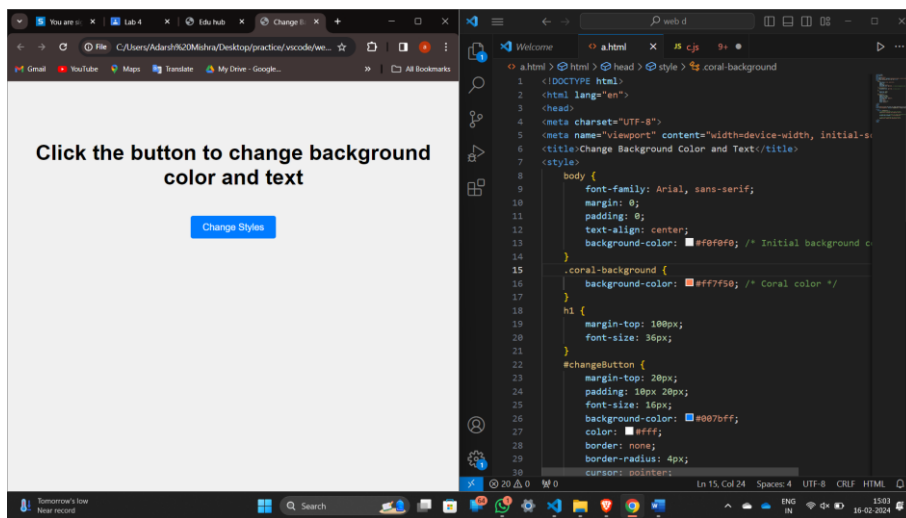 You are si
Lab 4
Edu hub
Change B
File C:/Users/Adarsh%20Mishra/Desktop/practice/.vscode/we...
Gmail YouTube Maps Translate My Drive - Google... » All Bookmarks
Click the button to change background
color and text
Change Styles
web d
Welcome a.html JS c.js 9+
a.html > html > head > style > .coral-background
1 <!DOCTYPE html>
2 <html lang="en">
3 <head>
4 <meta charset="UTF-8">
5 <meta name="viewport" content="width=device-width, initial-s
6 <title>Change Background Color and Text</title>
7 <style>
8 body {
9 font-family: Arial, sans-serif;
10 margin: 0;
11 padding: 0;
12 text-align: center;
13 background-color: #f0f0f0; /* Initial background c
14 }
15 .coral-background {
16 background-color: #ff7f50; /* Coral color */
17 }
18 h1 {
19 margin-top: 100px;
20 font-size: 36px;
21 }
22 #changeButton {
23 margin-top: 20px;
24 padding: 10px 20px;
25 font-size: 16px;
26 background-color: #007bff;
27 color: #fff;
28 border: none;
29 border-radius: 4px;
30 cursor: pointer;
20 0 0 Ln 15, Col 24 Spaces: 4 UTF-8 CRLF HTML
Tomorrow's low
Near record
Search
ENG
IN
15:03
16-02-2024